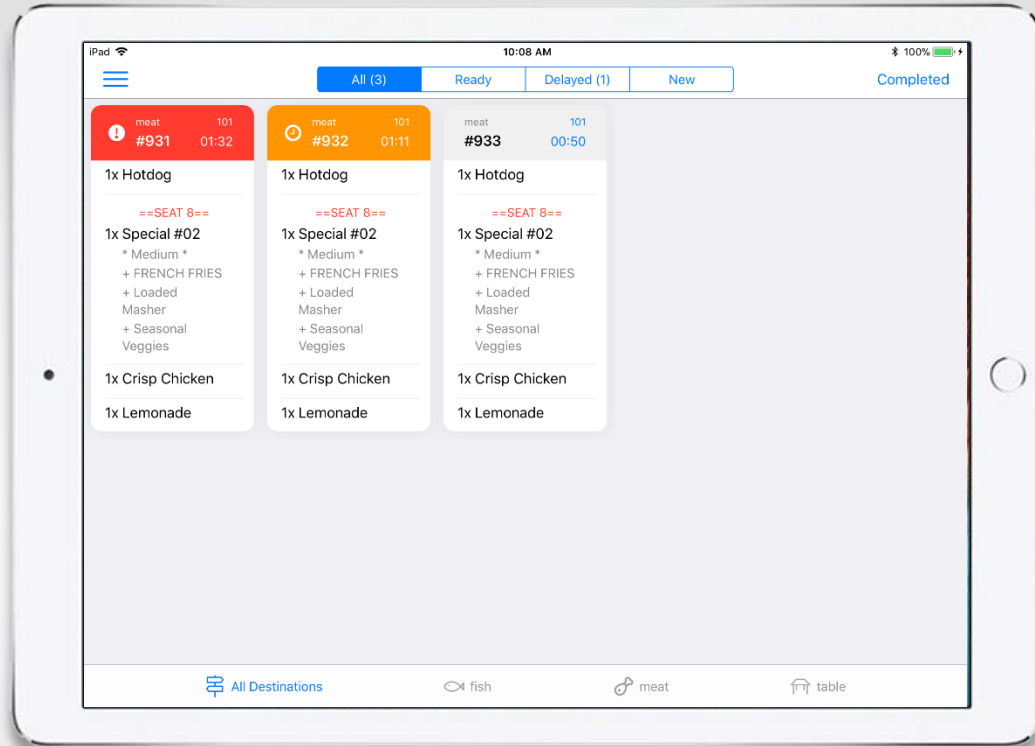 iPad 10:08 AM 100%
All (3) Ready Delayed (1) New Completed
meat 101
#931 01:32
1x Hotdog
==SEAT 8==
1x Special #02
* Medium *
+ FRENCH FRIES
+ Loaded
Masher
+ Seasonal
Veggies
1x Crisp Chicken
1x Lemonade
meat 101
#932 01:11
1x Hotdog
==SEAT 8==
1x Special #02
* Medium *
+ FRENCH FRIES
+ Loaded
Masher
+ Seasonal
Veggies
1x Crisp Chicken
1x Lemonade
meat 101
#933 00:50
1x Hotdog
==SEAT 8==
1x Special #02
* Medium *
+ FRENCH FRIES
+ Loaded
Masher
+ Seasonal
Veggies
1x Crisp Chicken
1x Lemonade
All Destinations fish meat table